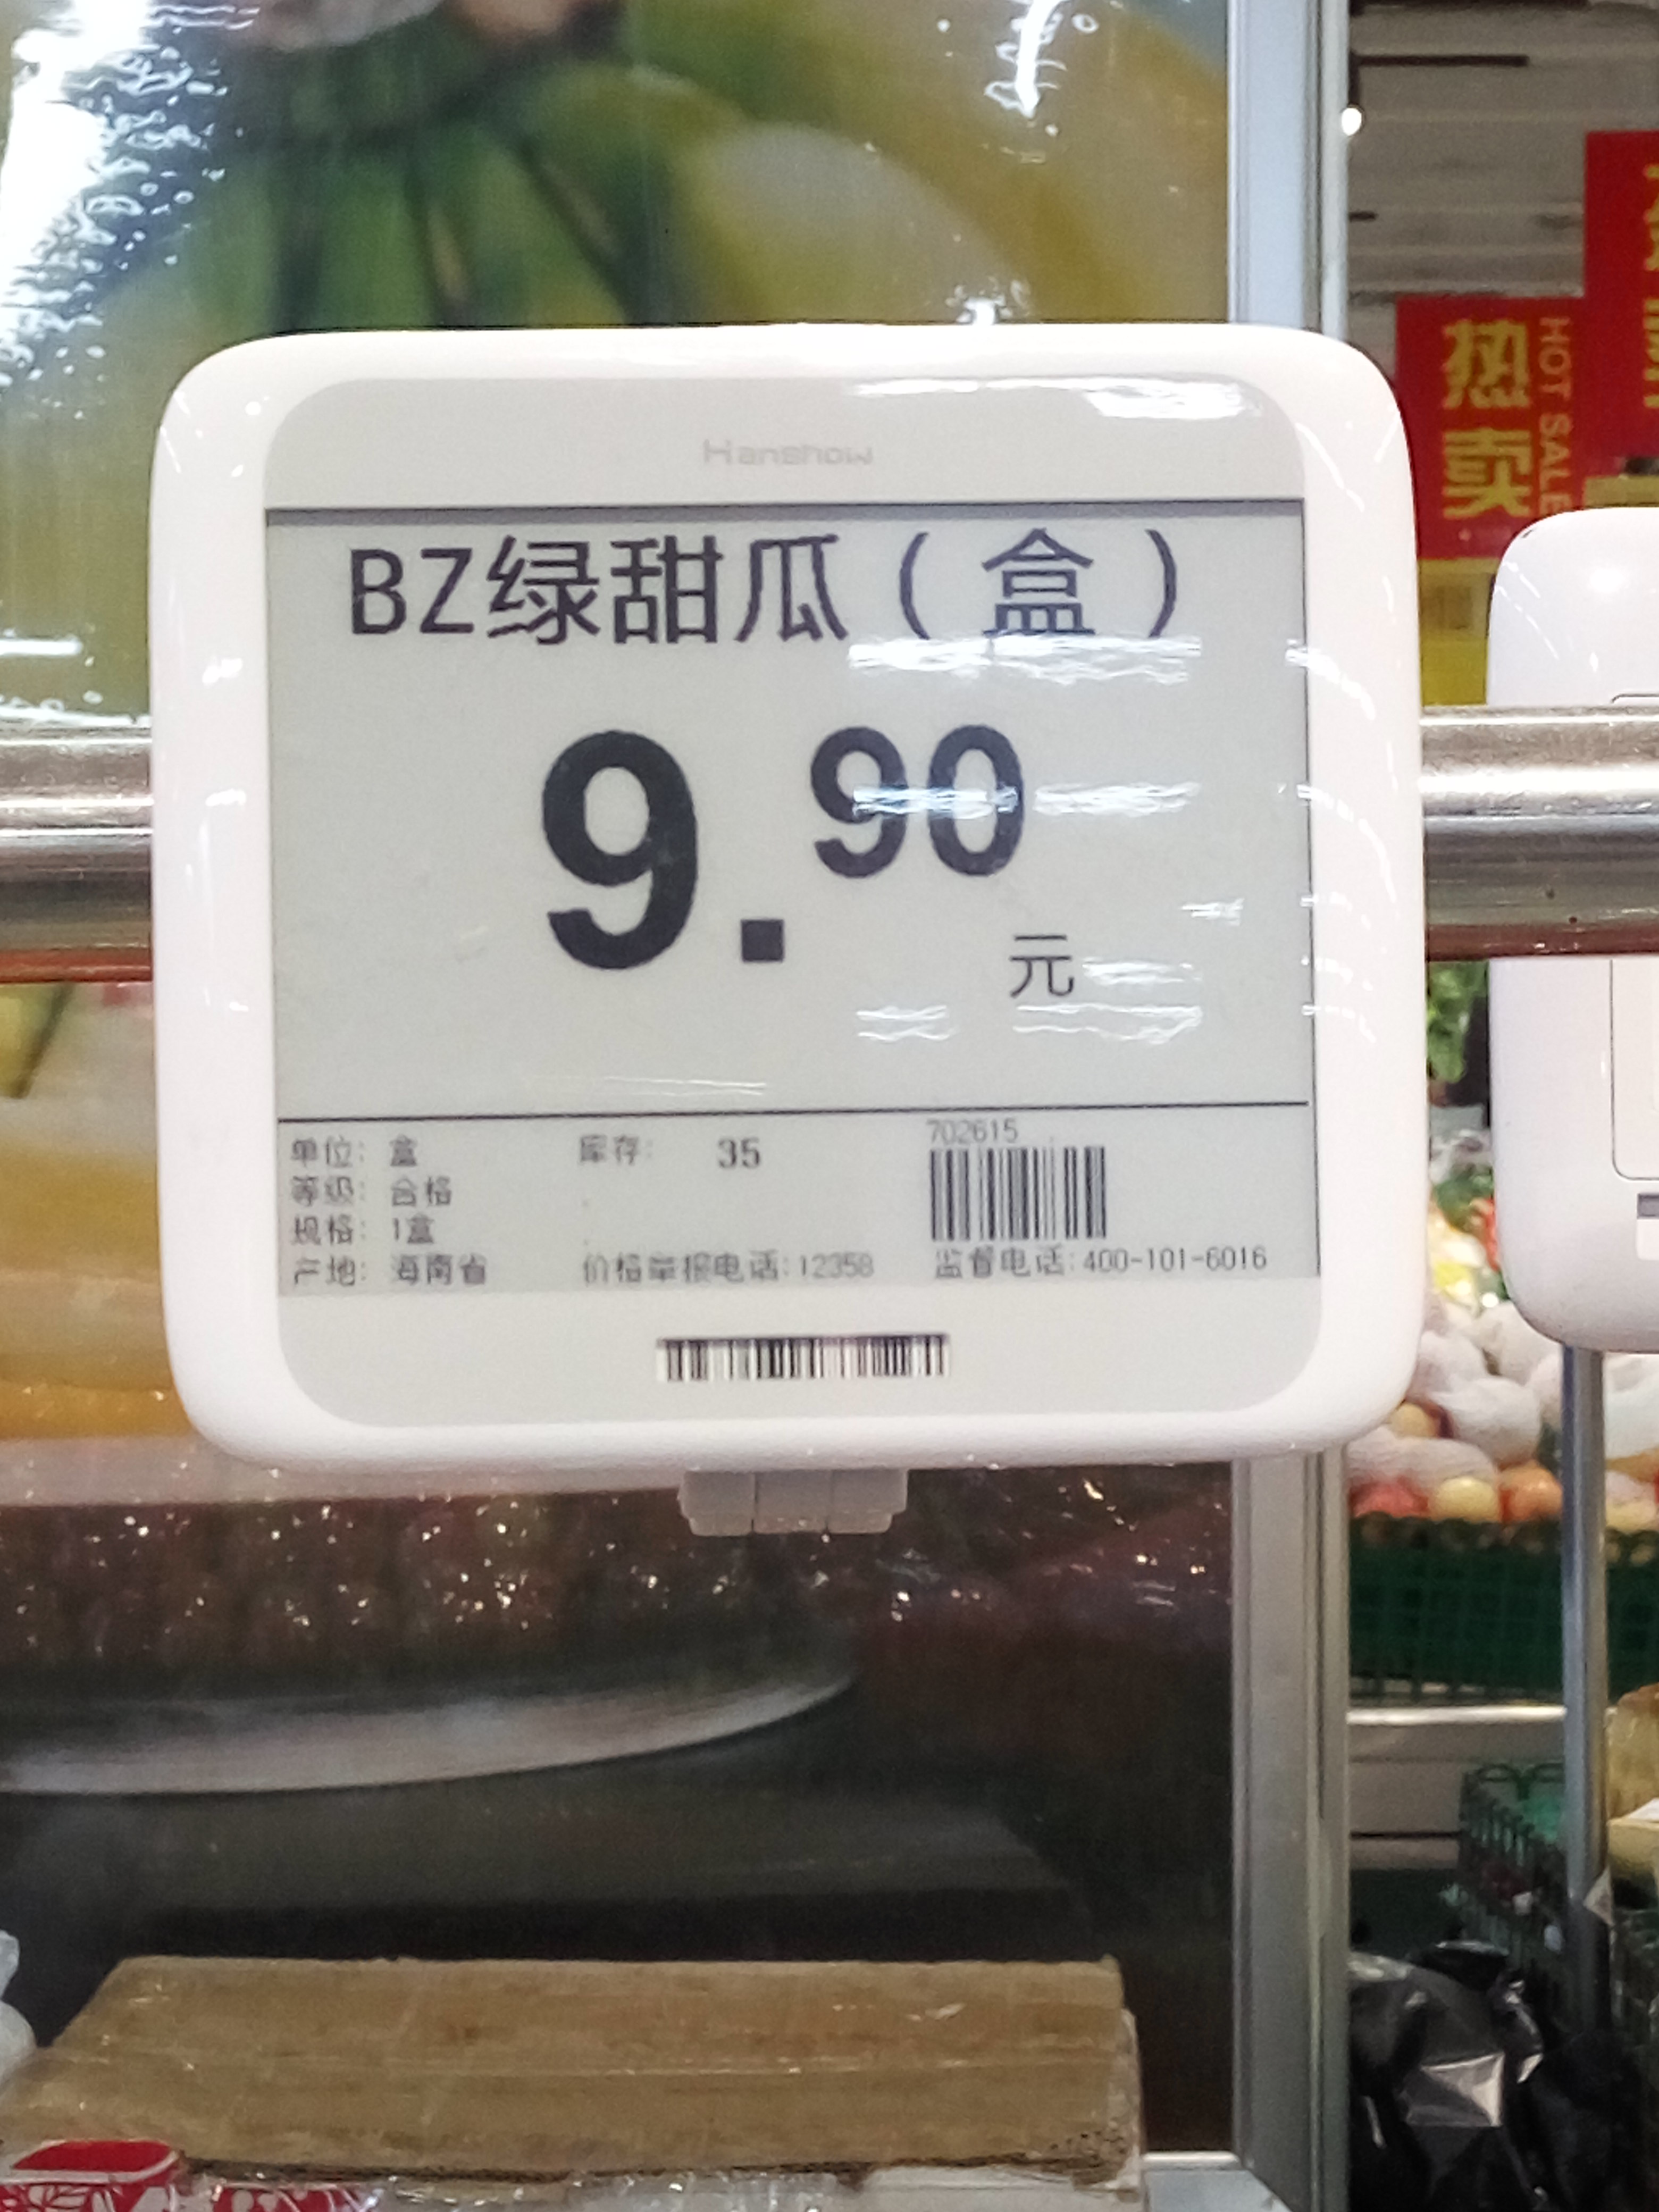 热卖
HOT SALE
Hanshow
BZ绿甜瓜(盒)
9.90
元
单位: 盒 库存: 35 702615
等级: 合格
规格: 1盒
产地: 海南省 价格举报电话:12358 监督电话:400-101-6016